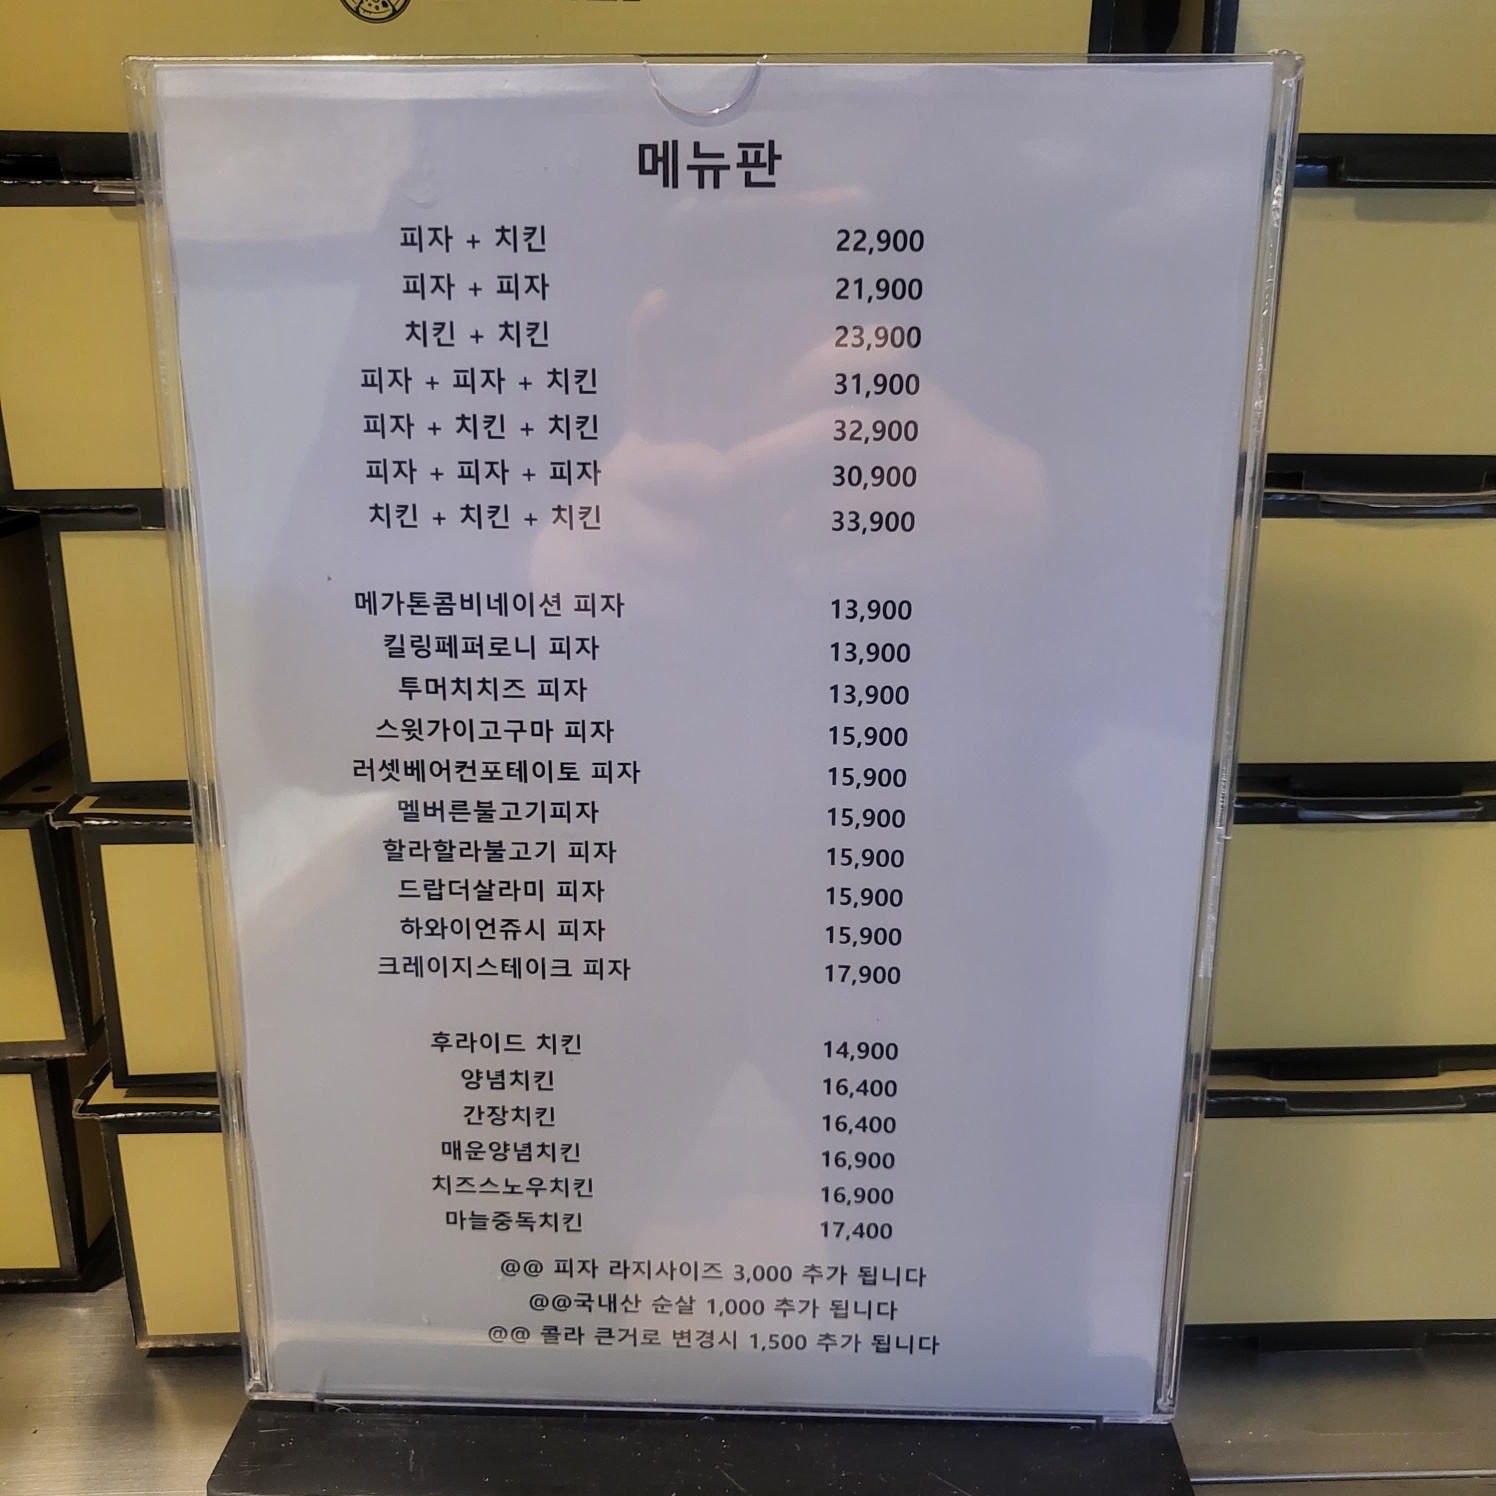 메뉴판
피자 + 치킨 22,900
피자 + 피자 21,900
치킨 + 치킨 23,900
피자 + 피자 + 치킨 31,900
피자 + 치킨 + 치킨 32,900
피자 + 피자 + 피자 30,900
치킨 + 치킨 + 치킨 33,900
메가톤콤비네이션 피자 13,900
킬링페퍼로니 피자 13,900
투머치치즈 피자 13,900
스윗가이고구마 피자 15,900
러셋베어컨포테이토 피자 15,900
멜버른불고기피자 15,900
할라할라불고기 피자 15,900
드랍더살라미 피자 15,900
하와이언쥬시 피자 15,900
크레이지스테이크 피자 17,900
후라이드 치킨 14,900
양념치킨 16,400
간장치킨 16,400
매운양념치킨 16,900
치즈스노우치킨 16,900
마늘중독치킨 17,400
@@ 피자 라지사이즈 3,000 추가 됩니다
@@국내산 순살 1,000 추가 됩니다
@@ 콜라 큰거로 변경시 1,500 추가 됩니다